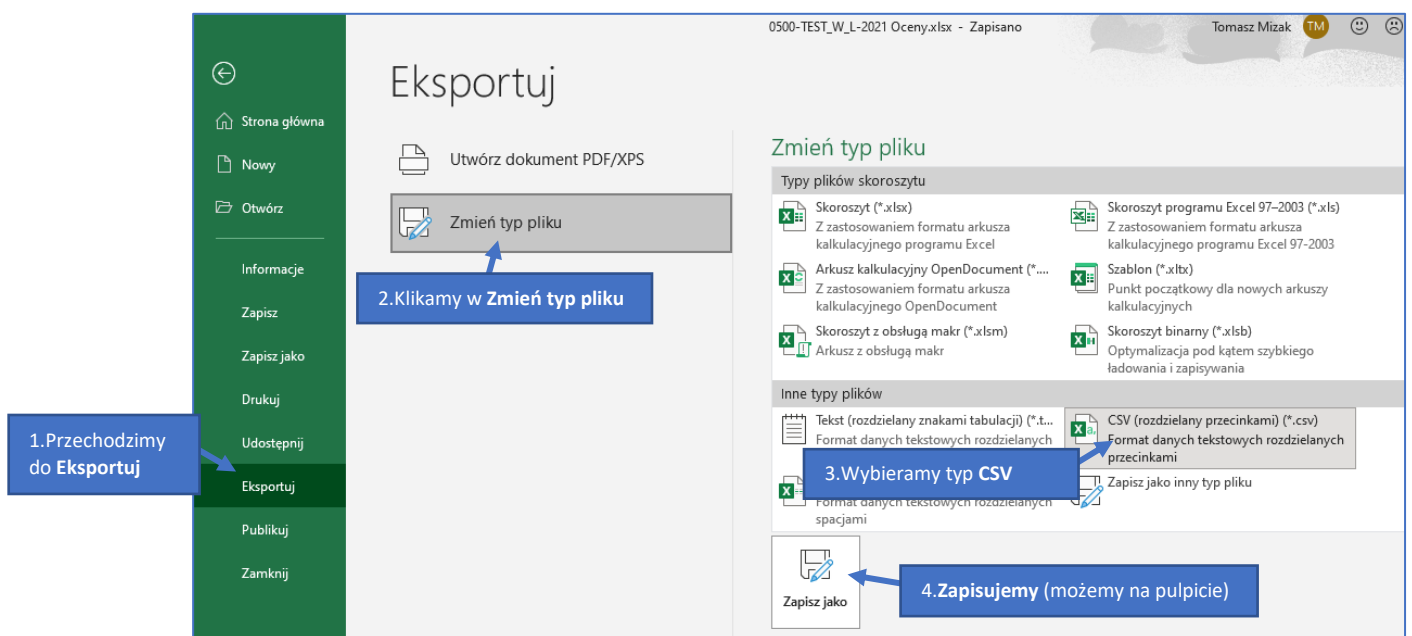 0500-TEST_W_L-2021 Oceny.xlsx - Zapisano
Tomasz Mizak
TM
Eksportuj
Strona główna
Nowy
Otwórz
Informacje
Zapisz
Zapisz jako
Drukuj
Udostępnij
Eksportuj
Publikuj
Zamknij
1.Przechodzimy
do Eksportuj
Utwórz dokument PDF/XPS
Zmień typ pliku
2.Klikamy w Zmień typ pliku
Zmień typ pliku
Typy plików skoroszytu
Skoroszyt (*.xlsx)
Z zastosowaniem formatu arkusza
kalkulacyjnego programu Excel
Skoroszyt programu Excel 97–2003 (*.xls)
Z zastosowaniem formatu arkusza
kalkulacyjnego programu Excel 97-2003
Arkusz kalkulacyjny OpenDocument (*....
Z zastosowaniem formatu arkusza
kalkulacyjnego OpenDocument
Szablon (*.xltx)
Punkt początkowy dla nowych arkuszy
kalkulacyjnych
Skoroszyt z obsługą makr (*.xlsm)
Arkusz z obsługą makr
Skoroszyt binarny (*.xlsb)
Optymalizacja pod kątem szybkiego
ładowania i zapisywania
Inne typy plików
Tekst (rozdzielany znakami tabulacji) (*.t...
Format danych tekstowych rozdzielanych
CSV (rozdzielany przecinkami) (*.csv)
Format danych tekstowych rozdzielanych
przecinkami
3.Wybieramy typ CSV
Format danych tekstowych rozdzielanych
spacjami
Zapisz jako inny typ pliku
Zapisz jako
4.Zapisujemy (możemy na pulpicie)